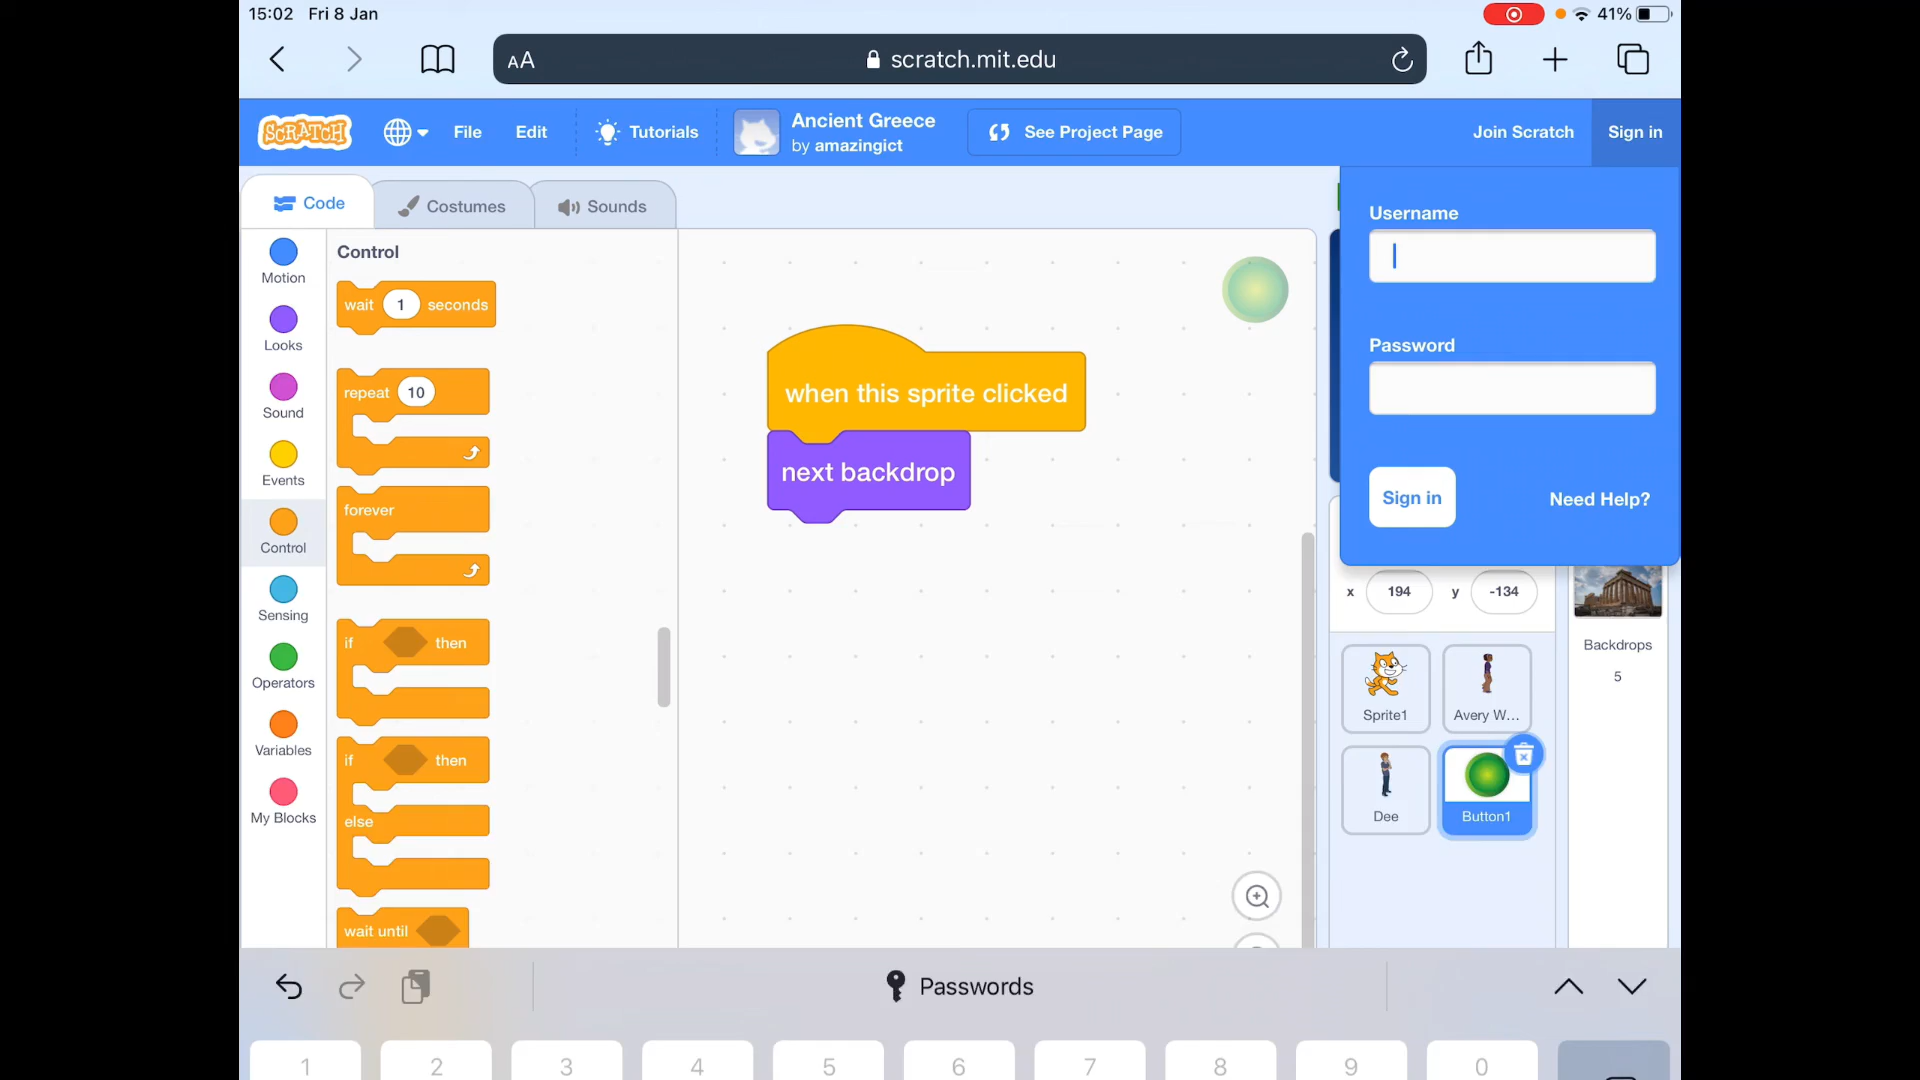 15:02 Fri 8 Jan
41%
AA
scratch.mit.edu
SCRATCH
File
Edit
Tutorials
Ancient Greece
by amazingict
See Project Page
Join Scratch
Sign in
Code
Costumes
Sounds
Username
Password
Sign in
Need Help?
Motion
Looks
Sound
Events
Control
Sensing
Operators
Variables
My Blocks
Control
wait 1 seconds
repeat 10
forever
if then
if then
else
wait until
when this sprite clicked
next backdrop
x 194 y -134
Sprite1
Avery W...
Dee
Button1
Backdrops
5
Passwords
1 2 3 4 5 6 7 8 9 0